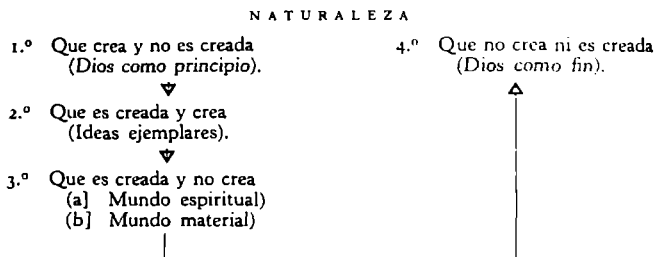 NATURALEZA
1.º Que crea y no es creada
(Dios como principio).
2.º Que es creada y crea
(Ideas ejemplares).
3.º Que es creada y no crea
(a] Mundo espiritual)
(b] Mundo material)
4.º Que no crea ni es creada
(Dios como fin).